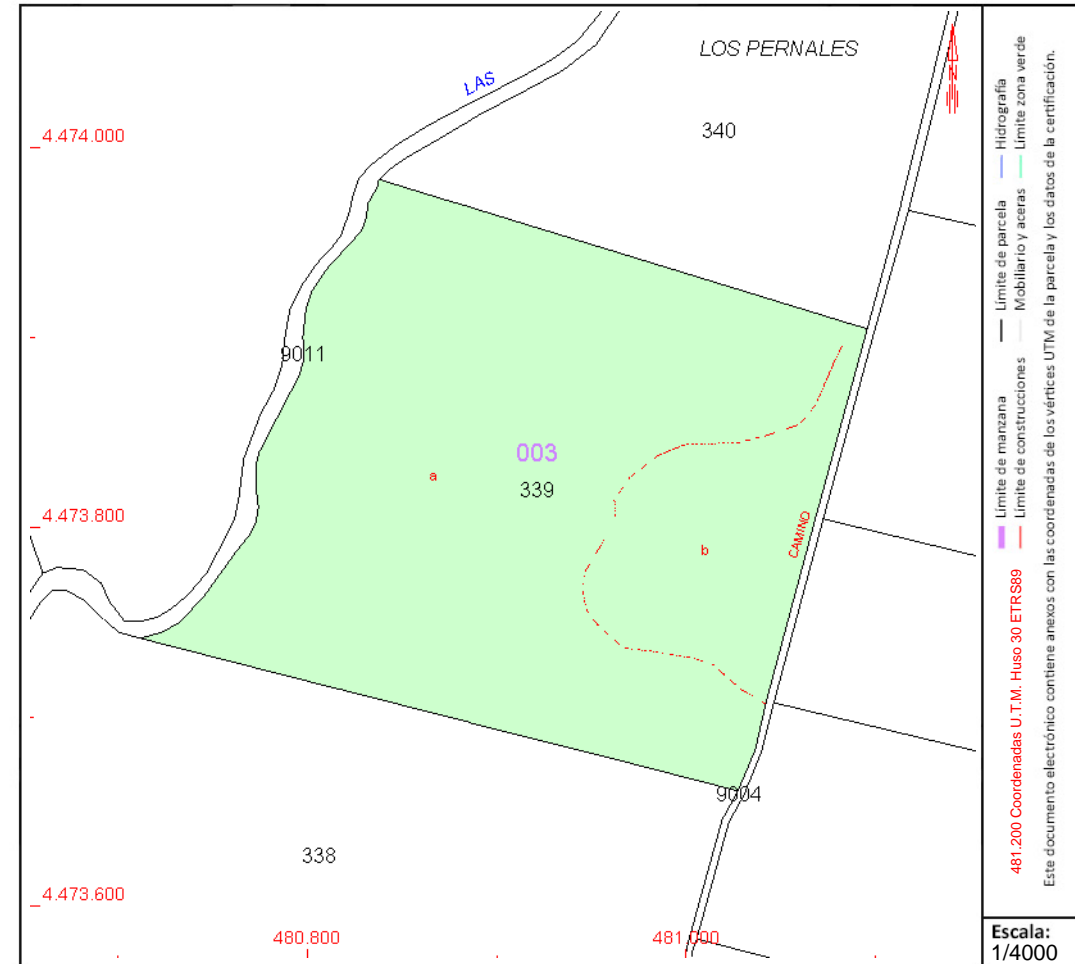 LOS PERNALES
LAS
340
4.474.000
9011
003
a
339
4.473.800
CAMINO
b
9004
338
4.473.600
480.800
481.000
N
Límite de manzana
Límite de parcela
Hidrografía
Límite de construcciones
Mobiliario y aceras
Límite zona verde
481.200 Coordenadas U.T.M. Huso 30 ETRS89
Este documento electrónico contiene anexos con las coordenadas de los vértices UTM de la parcela y los datos de la certificación.
Escala:
1/4000